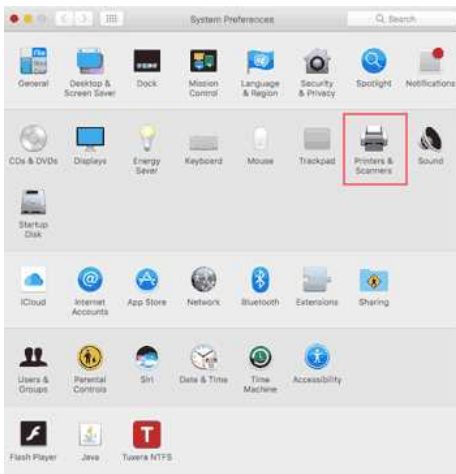 System Preferences
Search
General
Desktop &
Screen Saver
Dock
Mission
Control
Language
& Region
Security
& Privacy
Spotlight
Notifications
CDs & DVDs
Displays
Energy
Saver
Keyboard
Mouse
Trackpad
Printers &
Scanners
Sound
Startup
Disk
iCloud
Internet
Accounts
App Store
Network
Bluetooth
Extensions
Sharing
Users &
Groups
Parental
Controls
Siri
Date & Time
Time
Machine
Accessibility
Flash Player
Java
Tuxera NTFS